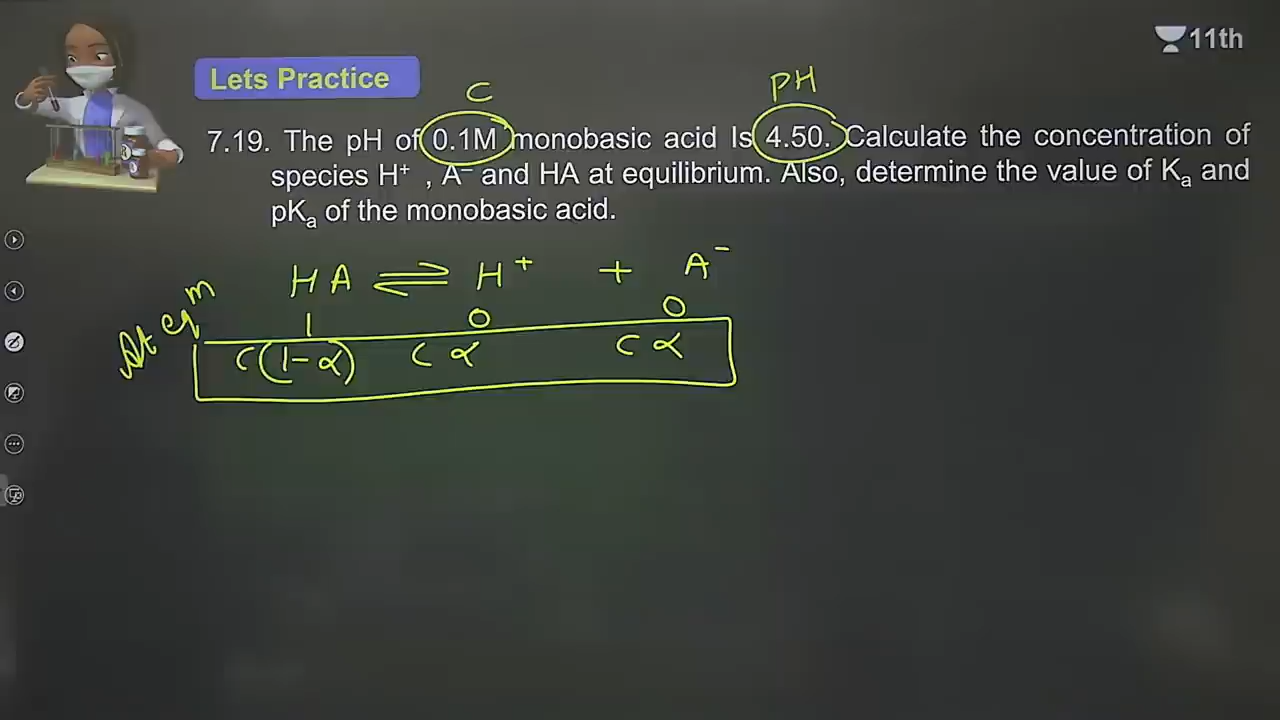 11th
Lets Practice
C
PH
7.19. The pH of 0.1M monobasic acid Is 4.50. Calculate the concentration of
species H⁺ , A⁻ and HA at equilibrium. Also, determine the value of Kₐ and
pKₐ of the monobasic acid.
HA ⇌ H⁺ + A⁻
1 0 0
At eqᵐ C(1-α) Cα Cα